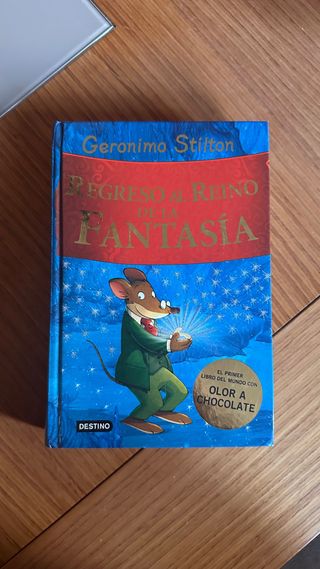 Geronimo Stilton
REGRESO AL REINO
DE LA
FANTASÍA
EL PRIMER
LIBRO DEL MUNDO CON
OLOR A
CHOCOLATE
DESTINO